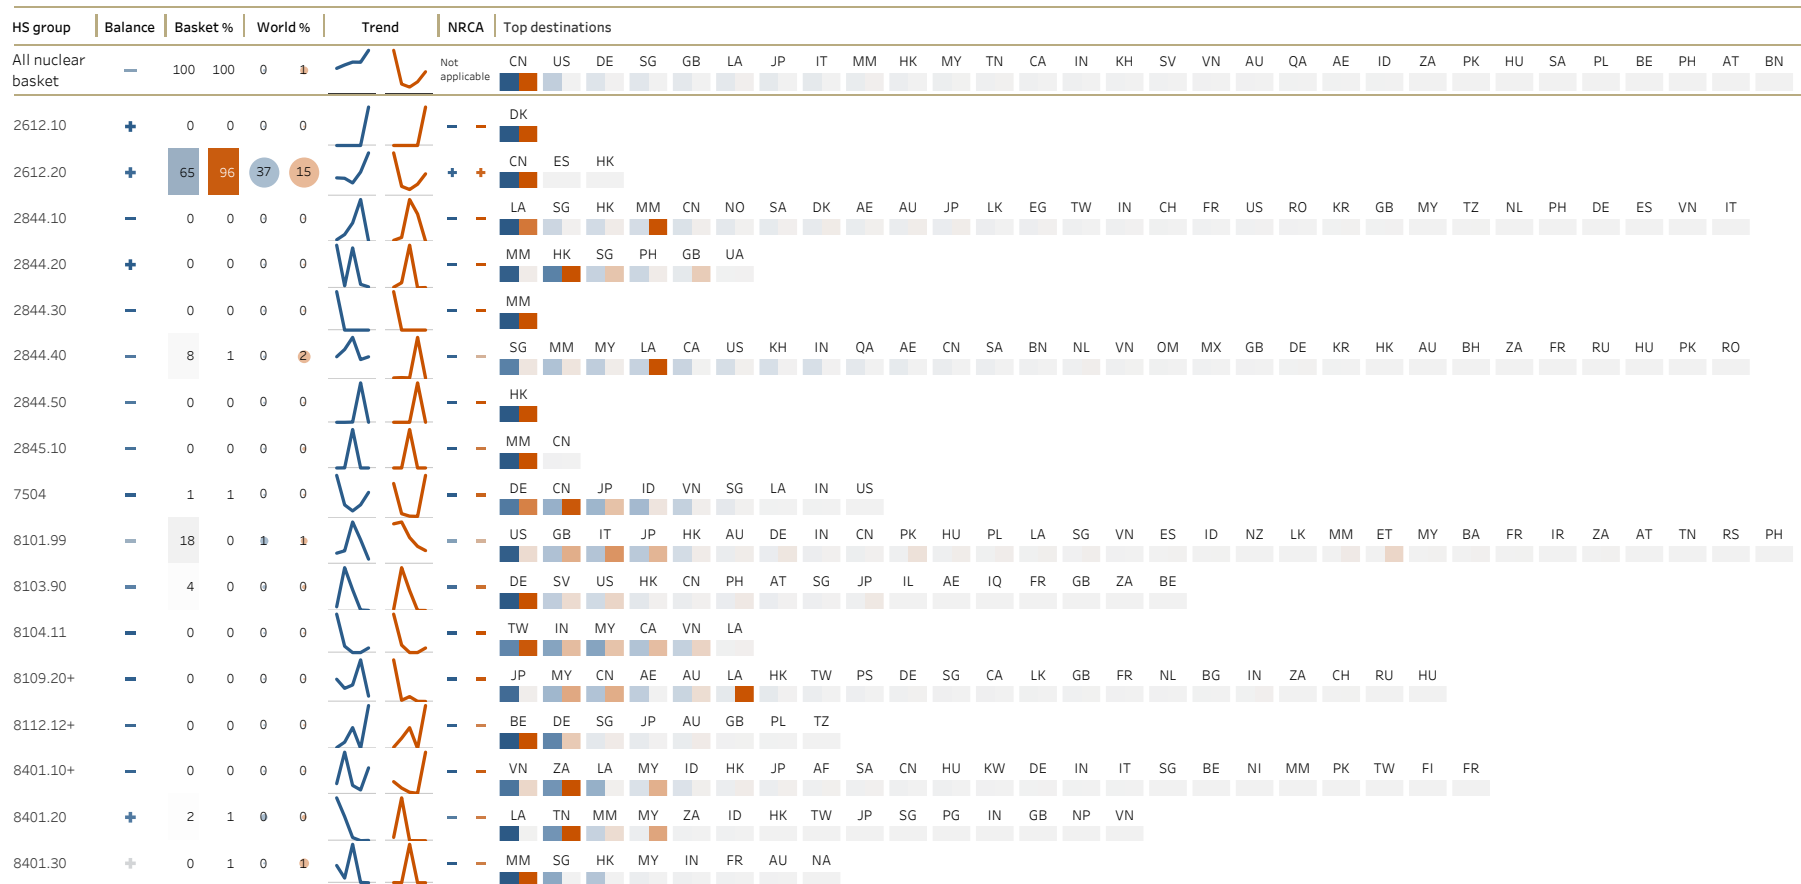 HS group Balance Basket % World % Trend NRCA Top destinations
All nuclear basket 100 100 0 1 Not applicable CN US DE SG GB LA JP IT MM HK MY TN CA IN KH SV VN AU QA AE ID ZA PK HU SA PL BE PH AT BN
2612.10 0 0 0 0 DK
2612.20 65 96 37 15 CN ES HK
2844.10 0 0 0 0 LA SG HK MM CN NO SA DK AE AU JP LK EG TW IN CH FR US RO KR GB MY TZ NL PH DE ES VN IT
2844.20 0 0 0 0 MM HK SG PH GB UA
2844.30 0 0 0 0 MM
2844.40 8 1 0 2 SG MM MY LA CA US KH IN QA AE CN SA BN NL VN OM MX GB DE KR HK AU BH ZA FR RU HU PK RO
2844.50 0 0 0 0 HK
2845.10 0 0 0 0 MM CN
7504 1 1 0 0 DE CN JP ID VN SG LA IN US
8101.99 18 0 1 1 US GB IT JP HK AU DE IN CN PK HU PL LA SG VN ES ID NZ LK MM ET MY BA FR IR ZA AT TN RS PH
8103.90 4 0 0 0 DE SV US HK CN PH AT SG JP IL AE IQ FR GB ZA BE
8104.11 0 0 0 0 TW IN MY CA VN LA
8109.20+ 0 0 0 0 JP MY CN AE AU LA HK TW PS DE SG CA LK GB FR NL BG IN ZA CH RU HU
8112.12+ 0 0 0 0 BE DE SG JP AU GB PL TZ
8401.10+ 0 0 0 0 VN ZA LA MY ID HK JP AF SA CN HU KW DE IN IT SG BE NI MM PK TW FI FR
8401.20 2 1 0 0 LA TN MM MY ZA ID HK TW JP SG PG IN GB NP VN
8401.30 0 1 0 1 MM SG HK MY IN FR AU NA